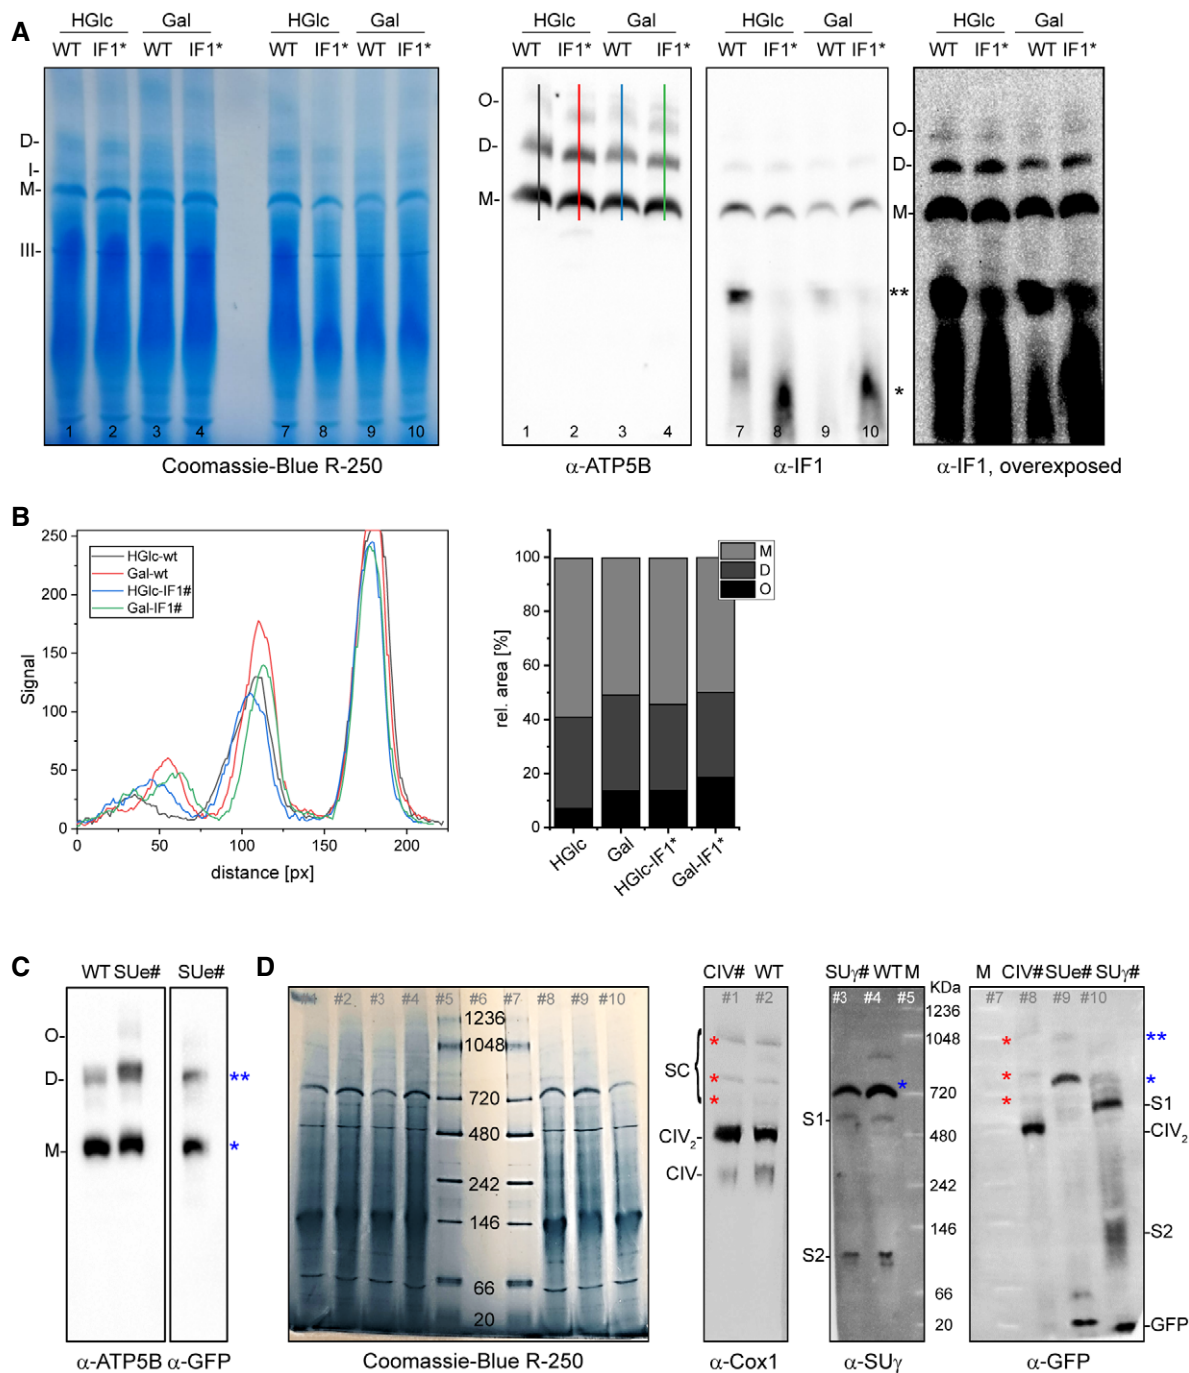 A
HGlc Gal HGlc Gal HGlc Gal HGlc Gal
WT IF1* WT IF1* WT IF1* WT IF1* WT IF1* WT IF1* WT IF1* WT IF1*
D-
I-
M-
III-
1 2 3 4 7 8 9 10
Coomassie-Blue R-250
O-
D-
M-
1 2 3 4
α-ATP5B
7 8 9 10
α-IF1
O-
D-
M-
**
*
α-IF1, overexposed
B
250
200
150
100
50
0
Signal
HGlc-wt
Gal-wt
HGlc-IF1#
Gal-IF1#
0 50 100 150 200
distance [px]
100
80
60
40
20
0
rel. area [%]
M
D
O
HGlc
Gal
HGlc-IF1*
Gal-IF1*
C
WT SUe# SUe#
O-
D-
M-
**
*
α-ATP5B α-GFP
D
#2 #3 #4 #5 #6 #7 #8 #9 #10
1236
1048
720
480
242
146
66
20
Coomassie-Blue R-250
CIV# WT
#1 #2
SC
*
*
*
CIV2-
CIV-
α-Cox1
SUγ# WT M
#3 #4 #5
*
S1-
S2-
α-SUγ
KDa
1236
1048
720
480
242
146
66
20
M CIV# SUe# SUγ#
#7 #8 #9 #10
*
*
*
**
*
-S1
-CIV2
-S2
-GFP
α-GFP